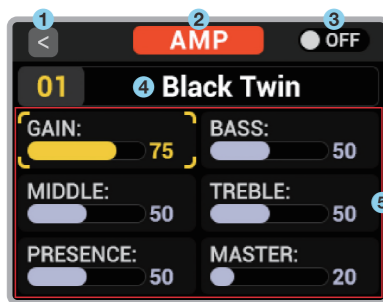 1 2 3
< AMP OFF
01 4 Black Twin
GAIN: 75 BASS: 50
MIDDLE: 50 TREBLE: 50 5
PRESENCE: 50 MASTER: 20